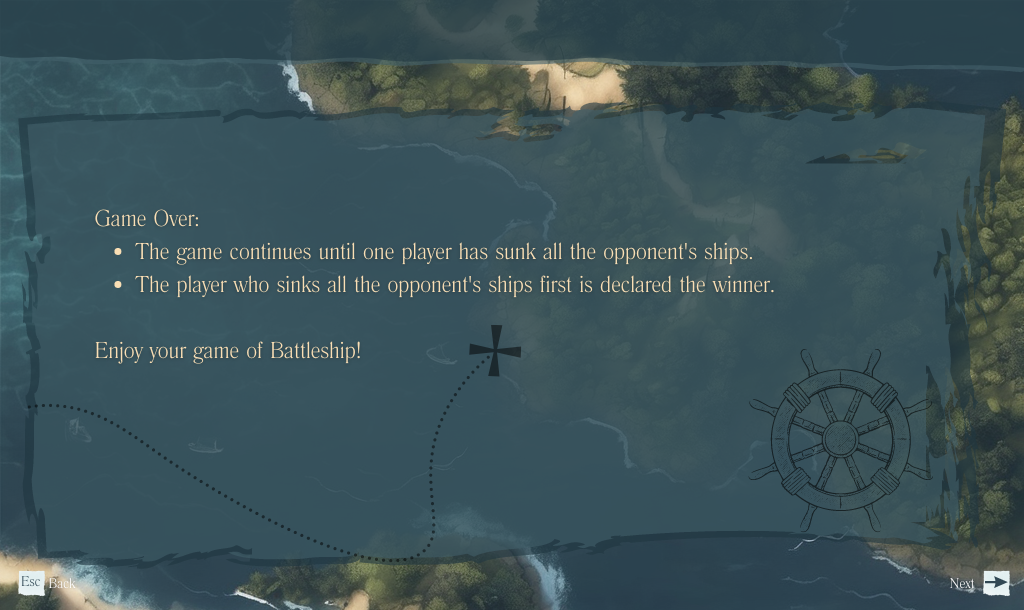 Game Over:
• The game continues until one player has sunk all the opponent's ships.
• The player who sinks all the opponent's ships first is declared the winner.
Enjoy your game of Battleship!
Esc Back
Next